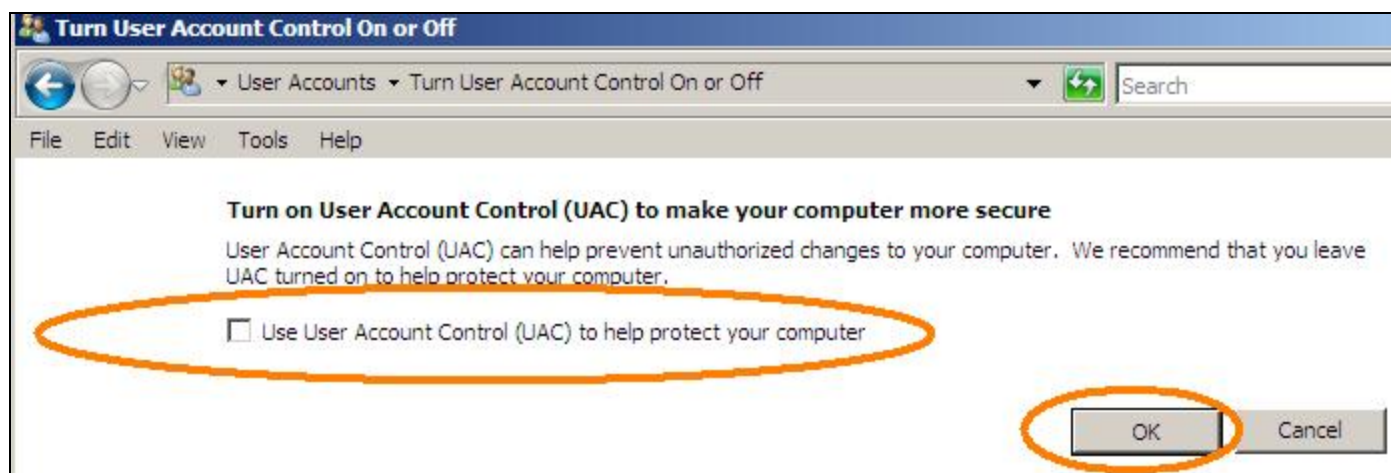 Turn User Account Control On or Off
User Accounts Turn User Account Control On or Off Search
File Edit View Tools Help
Turn on User Account Control (UAC) to make your computer more secure
User Account Control (UAC) can help prevent unauthorized changes to your computer. We recommend that you leave
UAC turned on to help protect your computer.
Use User Account Control (UAC) to help protect your computer
OK Cancel